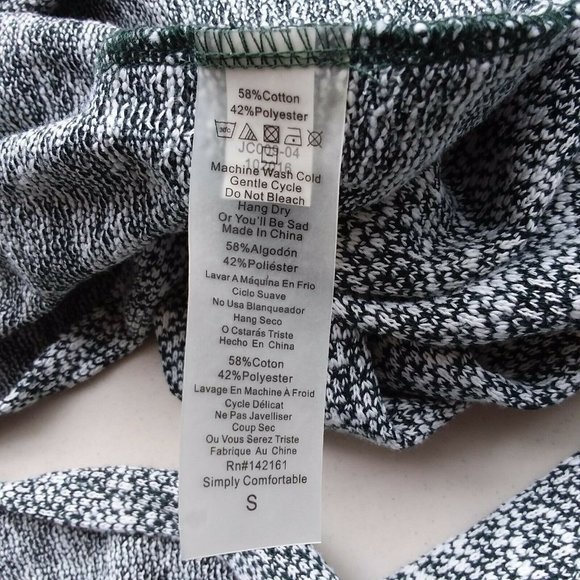 58%Cotton
42%Polyester
JC009-04
102016
Machine Wash Cold
Gentle Cycle
Do Not Bleach
Hang Dry
Or You'll Be Sad
Made In China
58%Algodón
42%Poliéster
Lavar A Máquina En Frio
Ciclo Suave
No Usa Blanqueador
Hang Seco
O Cstarás Triste
Hecho En China
58%Coton
42%Polyester
Lavage En Machine A Froid
Cycle Délicat
Ne Pas Javelliser
Coup Sec
Ou Vous Serez Triste
Fabrique Au Chine
Rn#142161
Simply Comfortable
S